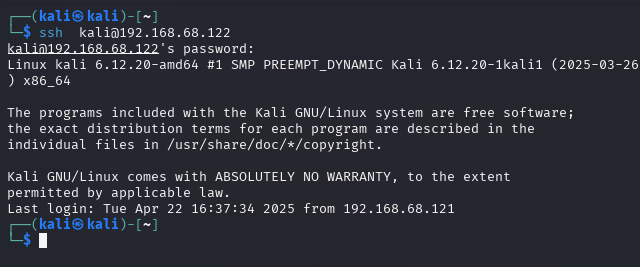 ┌──(kali㉿kali)-[~]
└─$ ssh  kali@192.168.68.122
kali@192.168.68.122's password:
Linux kali 6.12.20-amd64 #1 SMP PREEMPT_DYNAMIC Kali 6.12.20-1kali1 (2025-03-26
) x86_64

The programs included with the Kali GNU/Linux system are free software;
the exact distribution terms for each program are described in the
individual files in /usr/share/doc/*/copyright.

Kali GNU/Linux comes with ABSOLUTELY NO WARRANTY, to the extent
permitted by applicable law.
Last login: Tue Apr 22 16:37:34 2025 from 192.168.68.121
┌──(kali㉿kali)-[~]
└─$